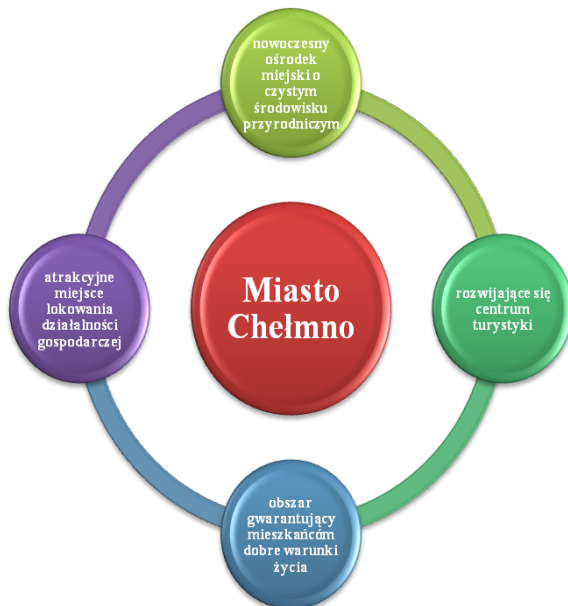 nowoczesny
ośrodek
miejski o
czystym
środowisku
przyrodniczym
Miasto
Chełmno
atrakcyjne
miejsce
lokowania
działalności
gospodarczej
rozwijające się
centrum
turystyki
obszar
gwarantujący
mieszkańcóm
dobre warunki
życia